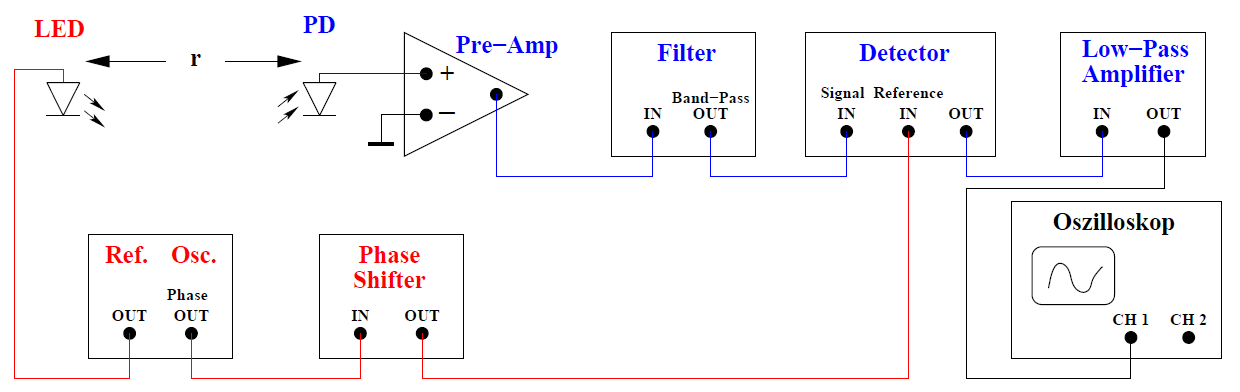 LED
r
PD
+
−
Pre−Amp
Filter
Band−Pass
IN
OUT
Detector
Signal Reference
IN
IN
OUT
Low−Pass
Amplifier
IN
OUT
Ref. Osc.
Phase
OUT
OUT
Phase
Shifter
IN
OUT
Oszilloskop
CH 1
CH 2